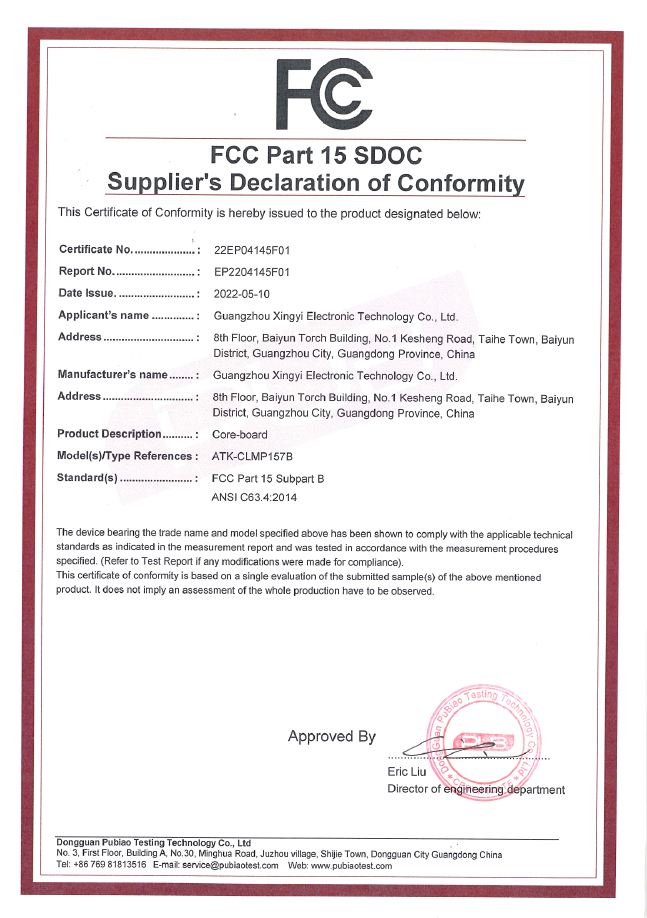 FCC
FCC Part 15 SDOC
Supplier's Declaration of Conformity
This Certificate of Conformity is hereby issued to the product designated below:
Certificate No. ..................... : 22EP04145F01
Report No. .......................... : EP2204145F01
Date Issue. ......................... : 2022-05-10
Applicant's name ............. : Guangzhou Xingyi Electronic Technology Co., Ltd.
Address ............................. : 8th Floor, Baiyun Torch Building, No.1 Kesheng Road, Taihe Town, Baiyun
District, Guangzhou City, Guangdong Province, China
Manufacturer's name ........ : Guangzhou Xingyi Electronic Technology Co., Ltd.
Address ............................. : 8th Floor, Baiyun Torch Building, No.1 Kesheng Road, Taihe Town, Baiyun
District, Guangzhou City, Guangdong Province, China
Product Description .......... : Core-board
Model(s)/Type References : ATK-CLMP157B
Standard(s) ........................ : FCC Part 15 Subpart B
ANSI C63.4:2014
The device bearing the trade name and model specified above has been shown to comply with the applicable technical
standards as indicated in the measurement report and was tested in accordance with the measurement procedures
specified. (Refer to Test Report if any modifications were made for compliance).
This certificate of conformity is based on a single evaluation of the submitted sample(s) of the above mentioned
product. It does not imply an assessment of the whole production have to be observed.
DongGuan PuBiao Testing Technology Co., Ltd
PB
Approved By
Eric Liu
Director of engineering department
Dongguan Pubiao Testing Technology Co., Ltd
No. 3, First Floor, Building A, No.30, Minghua Road, Juzhou village, Shijie Town, Dongguan City Guangdong China
Tel: +86 769 81813516 E-mail: service@pubiaotest.com Web: www.pubiaotest.com